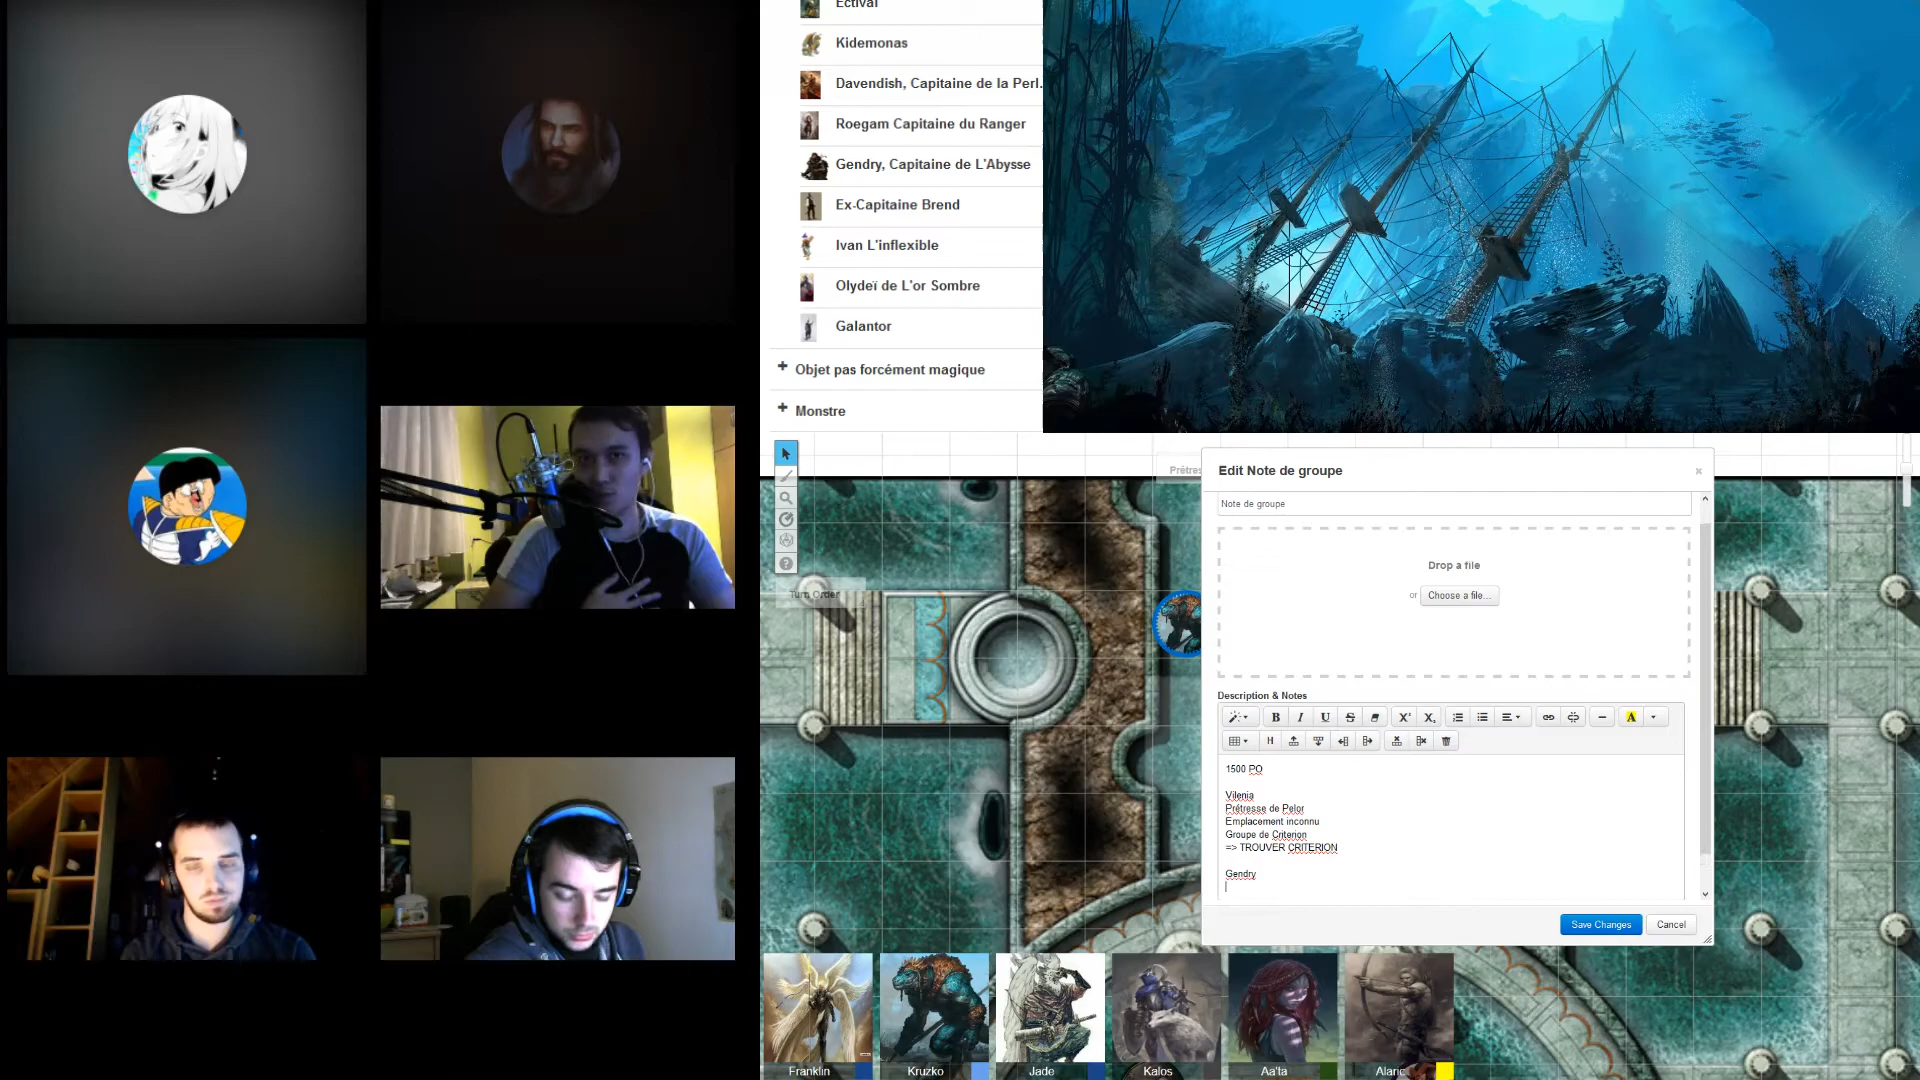 Ectival
Kidemonas
Davendish, Capitaine de la Perl.
Roegam Capitaine du Ranger
Gendry, Capitaine de L'Abysse
Ex-Capitaine Brend
Ivan L'inflexible
Olydeï de L'or Sombre
Galantor
Objet pas forcément magique
Monstre
Prêtres
Turn Order
Edit Note de groupe
Note de groupe
Drop a file
or Choose a file...
Description & Notes
1500 PO
Vilenia
Prêtresse de Pelor
Emplacement inconnu
Groupe de Criterion
=> TROUVER CRITERION
Gendry
Save Changes Cancel
Franklin Kruzko Jade Kalos Aa'ta Alaric